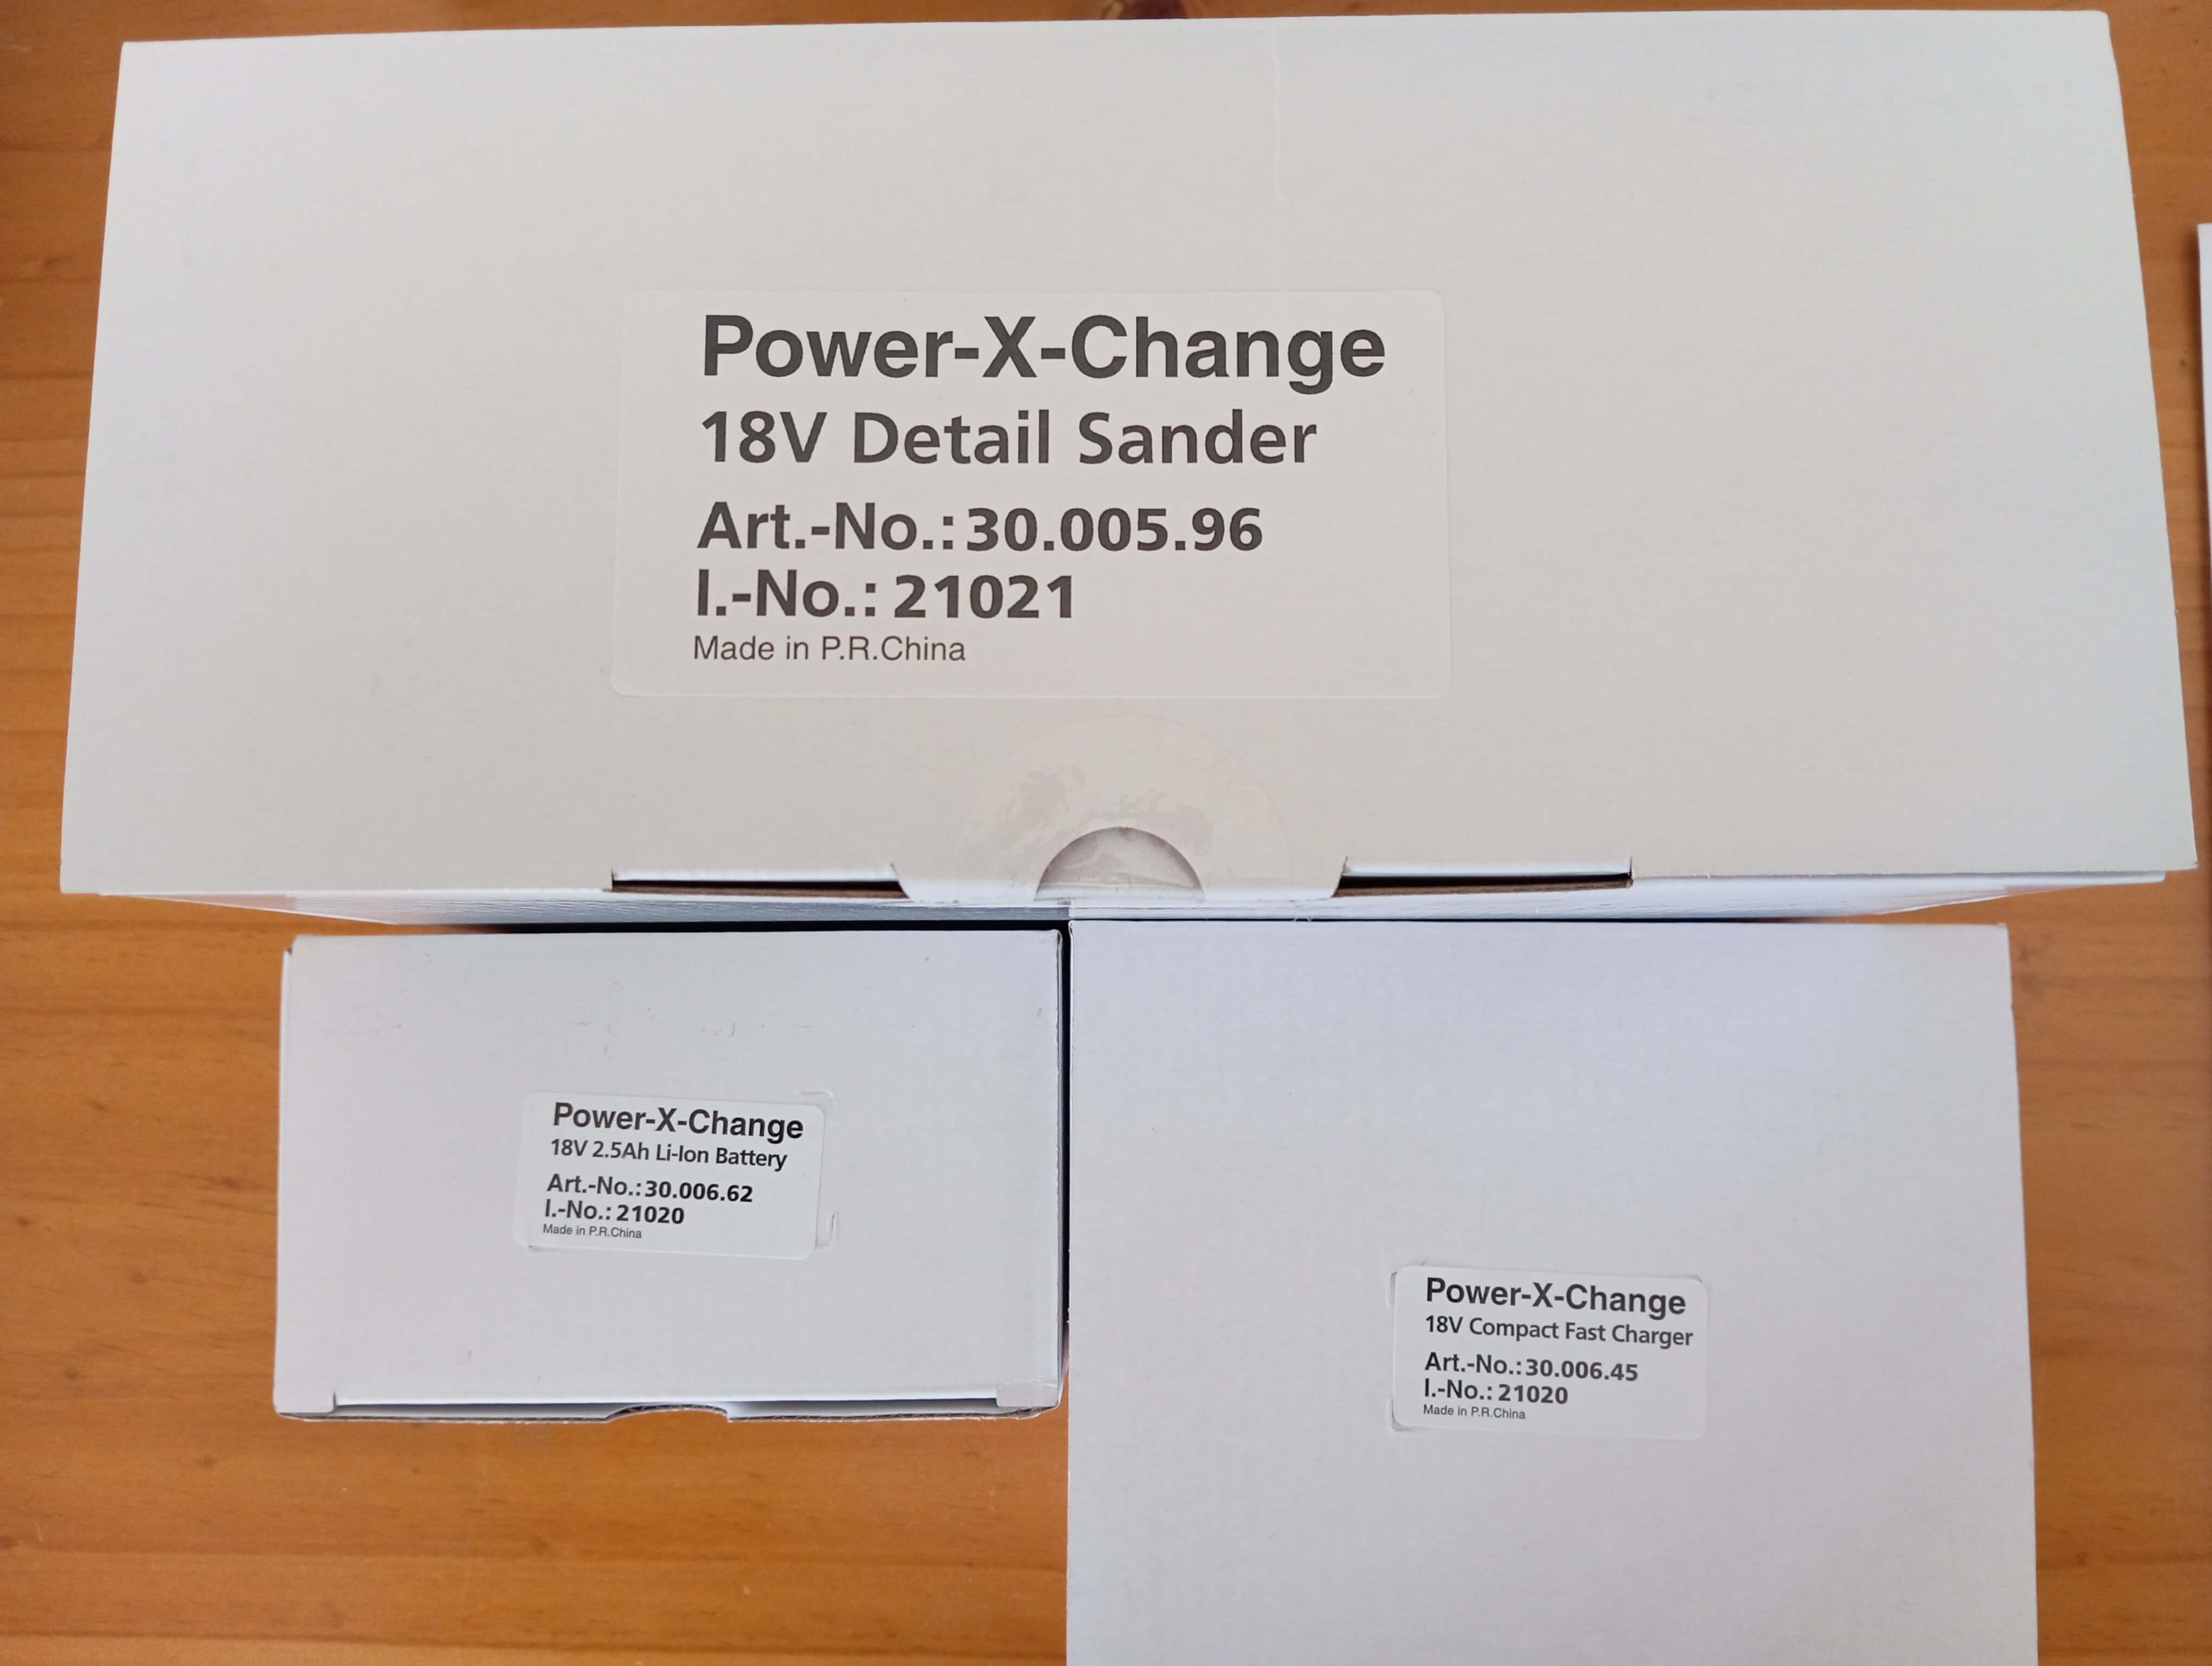 Power-X-Change
18V Detail Sander
Art.-No.: 30.005.96
I.-No.: 21021
Made in P.R.China
Power-X-Change
18V 2.5Ah Li-Ion Battery
Art.-No.: 30.006.62
I.-No.: 21020
Made in P.R.China
Power-X-Change
18V Compact Fast Charger
Art.-No.: 30.006.45
I.-No.: 21020
Made in P.R.China